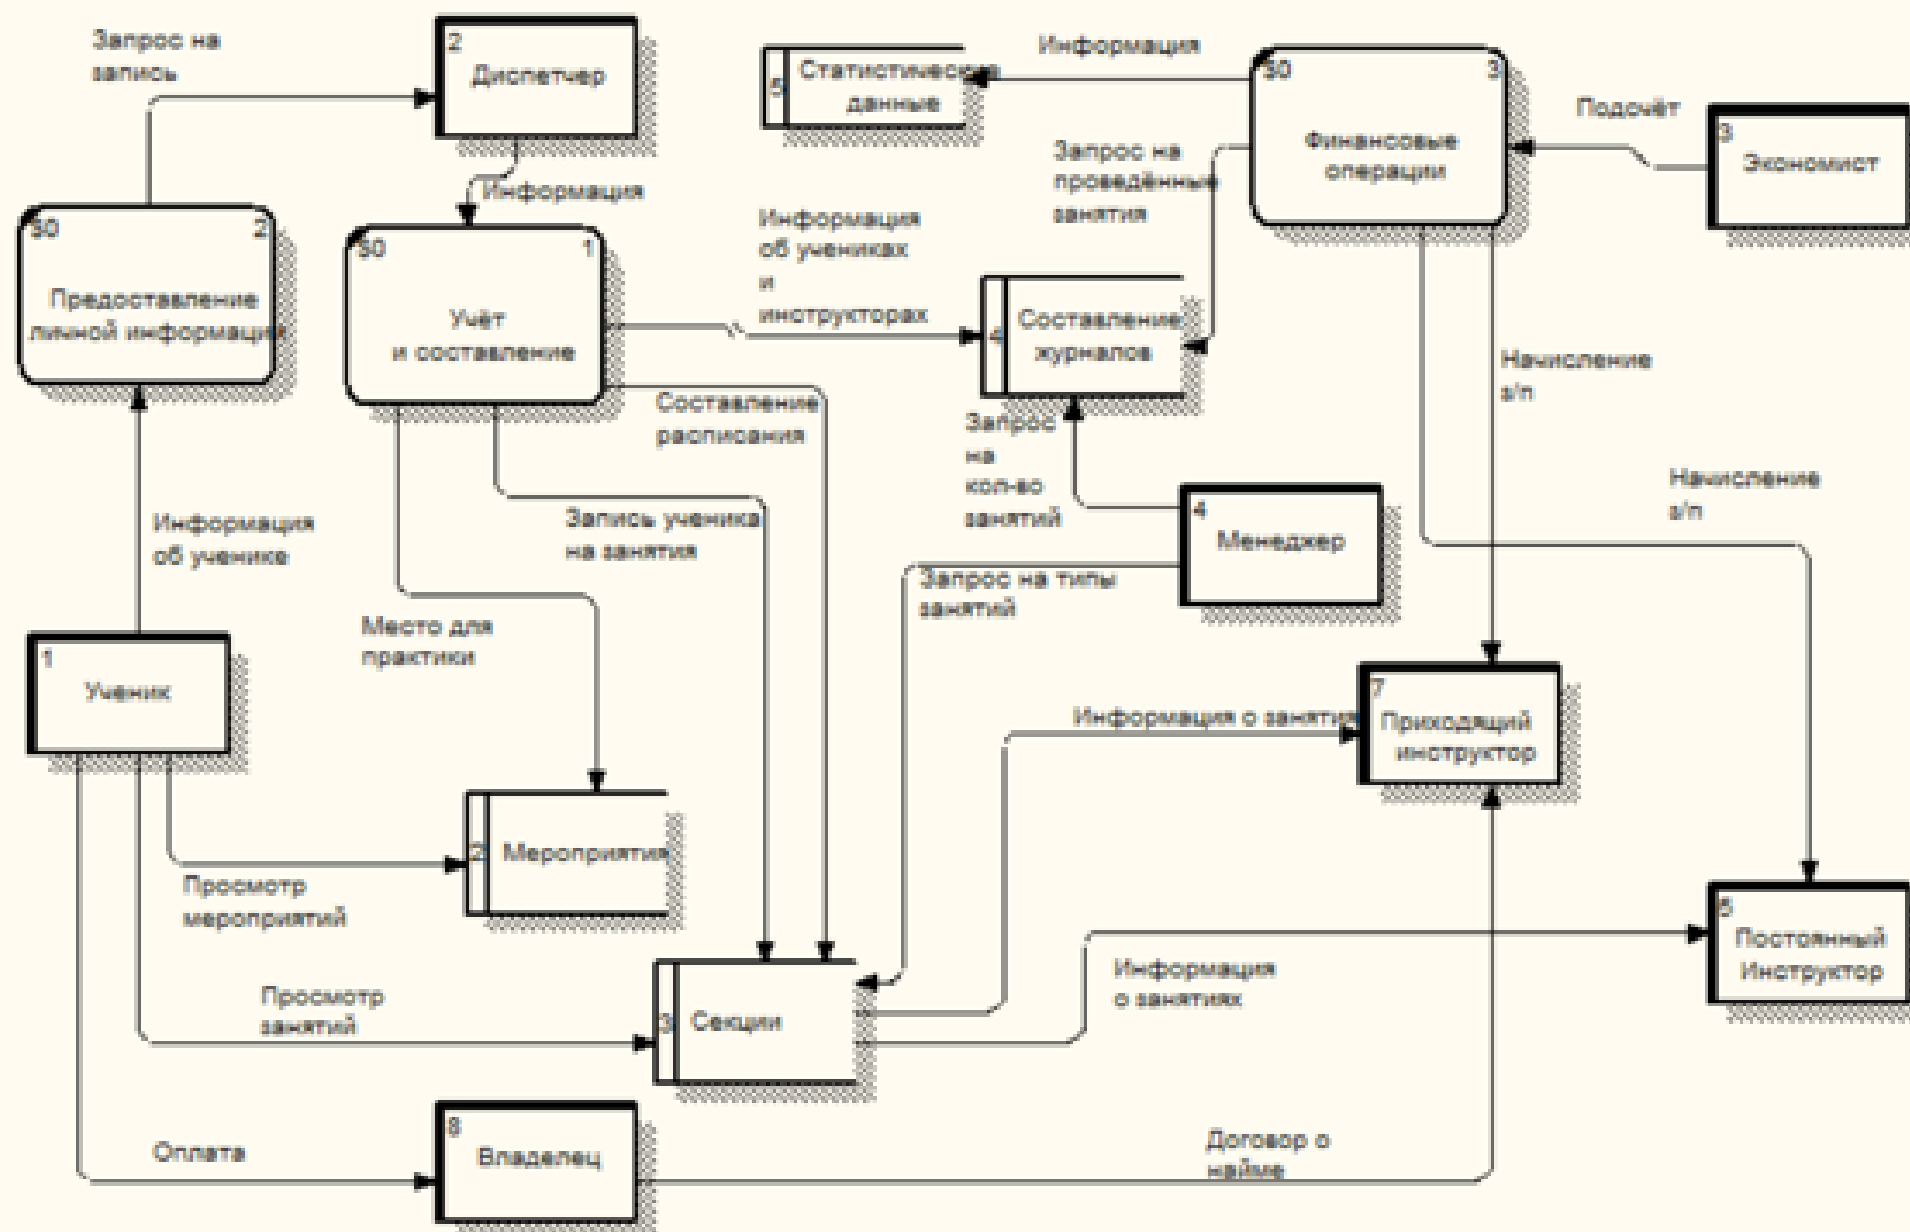 Запрос на
запись
2
Диспетчер
5
Статистические
данные
Информация
$0
3
Финансовые
операции
Подсчёт
3
Экономист
Информация
Запрос на
проведённые
занятия
$0
2
Предоставление
личной информации
$0
1
Учёт
и составление
Информация
об учениках
и
инструкторах
4
Составление
журналов
Начисление
з/п
Начисление
з/п
Составление
расписания
Запрос
на
кол-во
занятий
4
Менеджер
Информация
об ученике
Запись ученика
на занятия
Запрос на типы
занятий
Место для
практики
1
Ученик
7
Приходящий
инструктор
Информация о занятия
2
Мероприятия
Просмотр
мероприятий
Постоянный
Инструктор
Информация
о занятиях
Просмотр
занятий
3
Секции
Оплата
8
Владелец
Договор о
найме